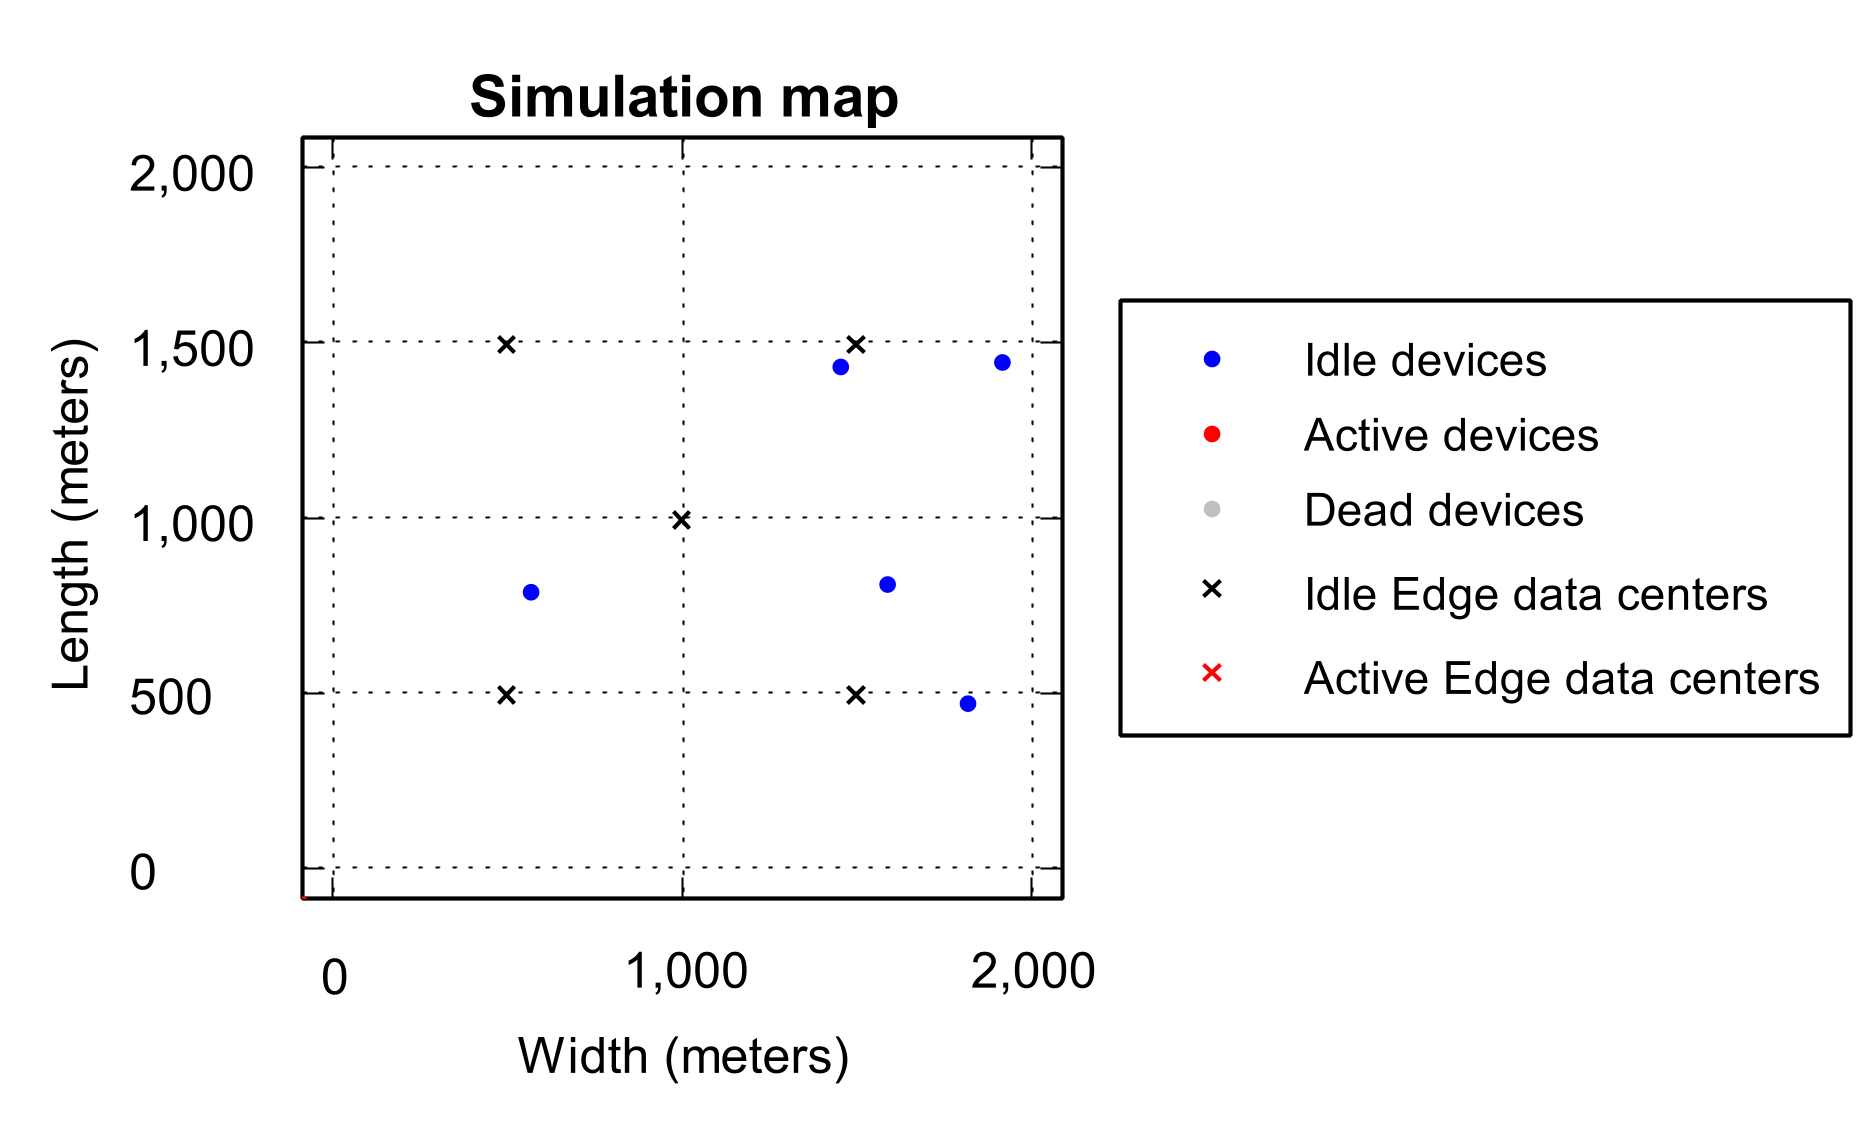 Simulation map
2,000
1,500
1,000
500
0
Length (meters)
0
1,000
2,000
Width (meters)
Idle devices
Active devices
Dead devices
Idle Edge data centers
Active Edge data centers